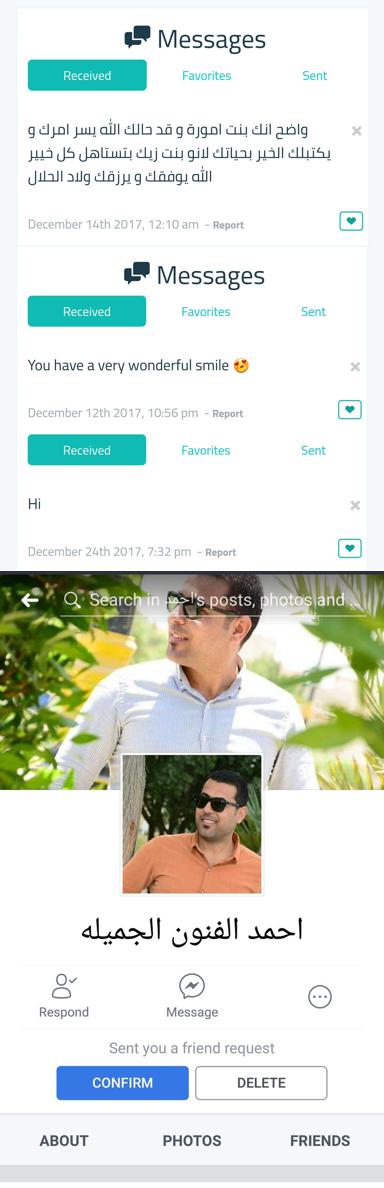 Messages
Received Favorites Sent
واضح انك بنت امورة و قد حالك الله يسر امرك و
يكتبلك الخير بحياتك لانو بنت زيك بتستاهل كل خيير
الله يوفقك و يرزقك ولاد الحلال
December 14th 2017, 12:10 am - Report
Messages
Received Favorites Sent
You have a very wonderful smile 😍
December 12th 2017, 10:56 pm - Report
Received Favorites Sent
Hi
December 24th 2017, 7:32 pm - Report
Search in احمد's posts, photos and ...
احمد الفنون الجميله
Respond Message
Sent you a friend request
CONFIRM DELETE
ABOUT PHOTOS FRIENDS